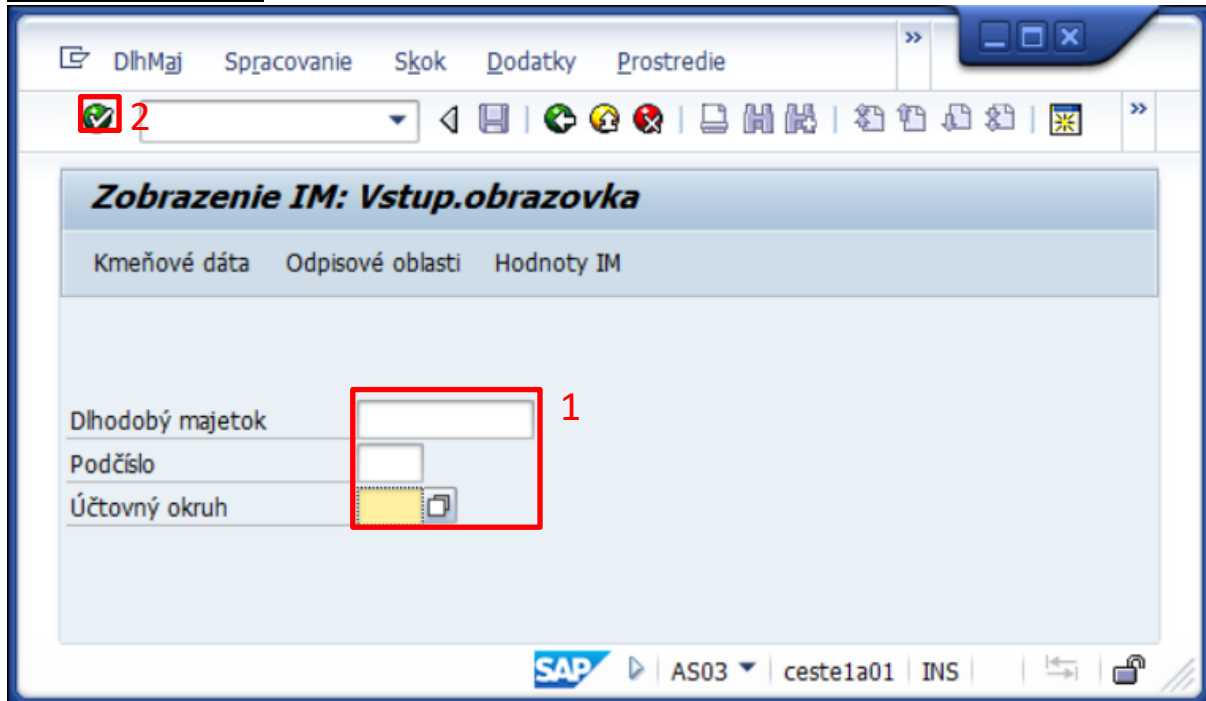 DlhMaj Spracovanie Skok Dodatky Prostredie »
2 »
Zobrazenie IM: Vstup.obrazovka
Kmeňové dáta Odpisové oblasti Hodnoty IM
1
Dlhodobý majetok
Podčíslo
Účtovný okruh
SAP AS03 ceste1a01 INS